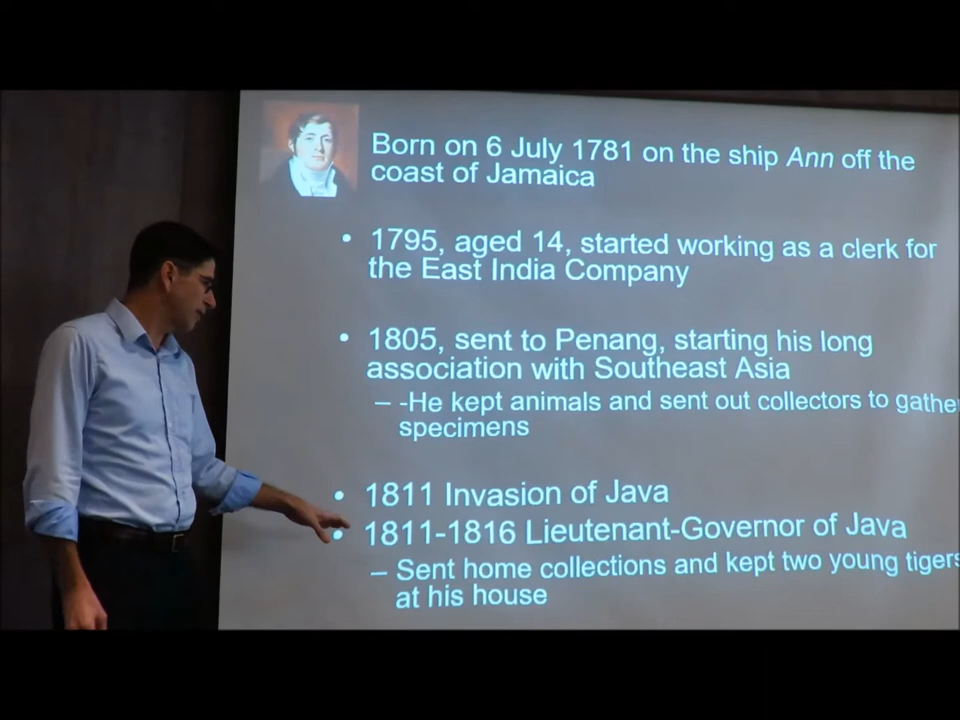 Born on 6 July 1781 on the ship Ann off the
coast of Jamaica
• 1795, aged 14, started working as a clerk for
the East India Company
• 1805, sent to Penang, starting his long
association with Southeast Asia
– -He kept animals and sent out collectors to gathe
specimens
• 1811 Invasion of Java
• 1811-1816 Lieutenant-Governor of Java
– Sent home collections and kept two young tigers
at his house